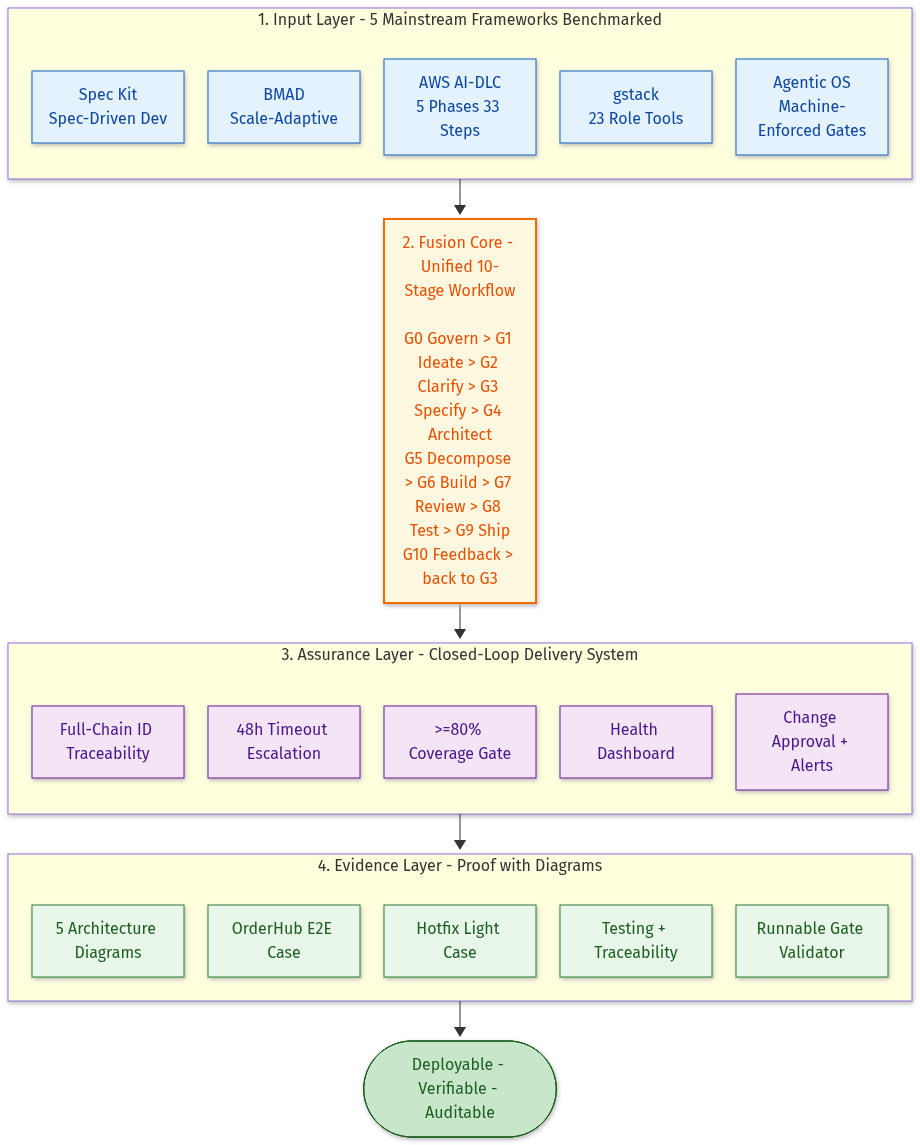 1. Input Layer - 5 Mainstream Frameworks Benchmarked
Spec Kit
Spec-Driven Dev
BMAD
Scale-Adaptive
AWS AI-DLC
5 Phases 33
Steps
gstack
23 Role Tools
Agentic OS
Machine-
Enforced Gates
2. Fusion Core -
Unified 10-
Stage Workflow
G0 Govern > G1
Ideate > G2
Clarify > G3
Specify > G4
Architect
G5 Decompose
> G6 Build > G7
Review > G8
Test > G9 Ship
G10 Feedback >
back to G3
3. Assurance Layer - Closed-Loop Delivery System
Full-Chain ID
Traceability
48h Timeout
Escalation
>=80%
Coverage Gate
Health
Dashboard
Change
Approval +
Alerts
4. Evidence Layer - Proof with Diagrams
5 Architecture
Diagrams
OrderHub E2E
Case
Hotfix Light
Case
Testing +
Traceability
Runnable Gate
Validator
Deployable -
Verifiable -
Auditable